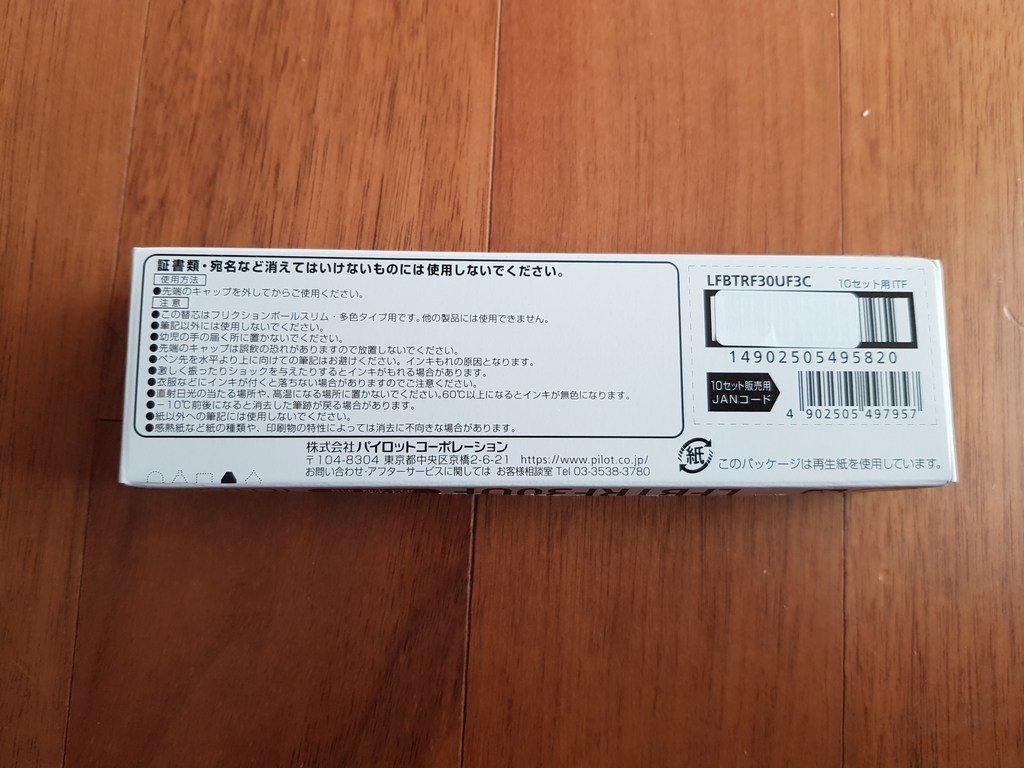 証書類・宛名など消えてはいけないものには使用しないでください。
使用方法
●先端のキャップを外してからご使用ください。
注意
●この替芯はフリクションボールスリム・多色タイプ用です。他の製品には使用できません。
●筆記以外には使用しないでください。
●幼児の手の届く所に置かないでください。
●先端のキャップは誤飲の恐れがありますので放置しないでください。
●ペン先を水平より上に向けての筆記はお避けください。インキもれの原因となります。
●激しく振ったりショックを与えたりするとインキがもれる場合があります。
●衣服などにインキが付くと落ちない場合がありますのでご注意ください。
●直射日光の当たる場所や、高温になる場所に置かないでください。60℃以上になるとインキが無色になります。
●−10℃前後になると消去した筆跡が戻る場合があります。
●紙以外への筆記には使用しないでください。
●感熱紙など紙の種類や、印刷物の特性によっては消去に不向きな場合があります。
株式会社パイロットコーポレーション
〒104-8304 東京都中央区京橋2-6-21 https://www.pilot.co.jp/
お問い合わせ・アフターサービスに関しては お客様相談室 Tel 03-3538-3780
LFBTRF30UF3C 10セット用 ITF
14902505495820
10セット販売用
JANコード
4 902505 497957
紙
このパッケージは再生紙を使用しています。
LFBTRF30UF